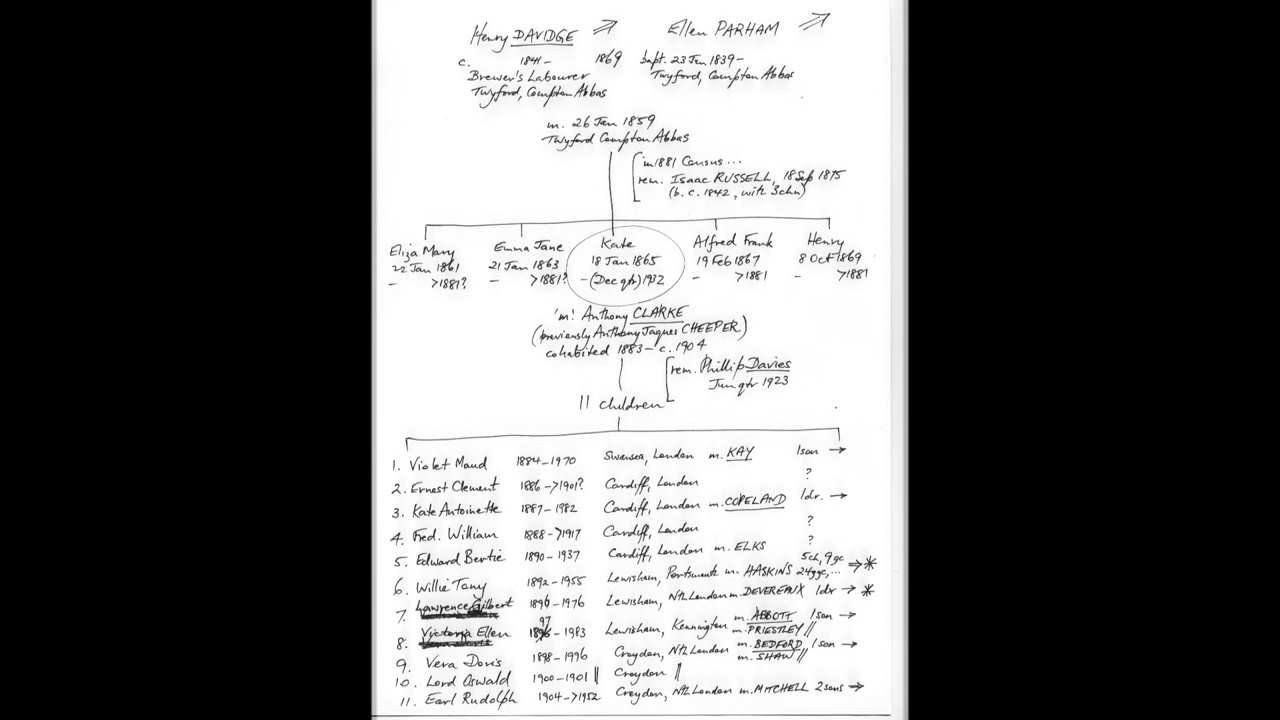 Henry DAVIDGE => Ellen PARHAM =>
c. 1841 - 1869 bapt. 23 Jan 1839 -
Brewer's Labourer Twyford, Compton Abbas
Twyford, Compton Abbas
m. 26 Jan 1859
Twyford Compton Abbas
in 1881 Census...
rem. Isaac RUSSELL, 18 Sep 1875
(b. c. 1842, with 3chn)
Eliza Mary Emma Jane Kate Alfred Frank Henry
22 Jan 1861 21 Jan 1863 18 Jan 1865 19 Feb 1867 8 Oct 1869
- >1881? - >1881? - (Dec qtr) 1932 - >1881 - >1881
'm'. Anthony CLARKE
(previously Anthony Jaques CHEEPER)
cohabited 1883 - c. 1904
rem. Phillip Davies
Jun qtr 1923
11 children
1. Violet Maud 1884-1970 Swansea, London m. KAY 1son →
2. Ernest Clement 1886->1901? Cardiff, London ?
3. Kate Antoinette 1887-1982 Cardiff, London m. COPELAND 1dr. →
4. Fred. William 1888->1917 Cardiff, London ?
5. Edward Bertie 1890-1937 Cardiff, London m. ELKS ?
6. Willie Tony 1892-1955 Lewisham, Portsmouth m. HASKINS 5ch, 9gc 24ggc,... ⇒*
7. Lawrence Gilbert 1896-1976 Lewisham, Nth London m. DEVEREAUX 1dr → *
8. Victoria Ellen 97 -1983 Lewisham, Kennington m. ABBOTT 1son →
m. PRIESTLEY //
9. Vera Doris 1898-1996 Croydon, Nth London m. BEDFORD 1son →
m. SHAW //
10. Lord Oswald 1900-1901 || Croydon ||
11. Earl Rudolph 1904->1952 Croydon, Nth London m. MITCHELL 2sons ⇒